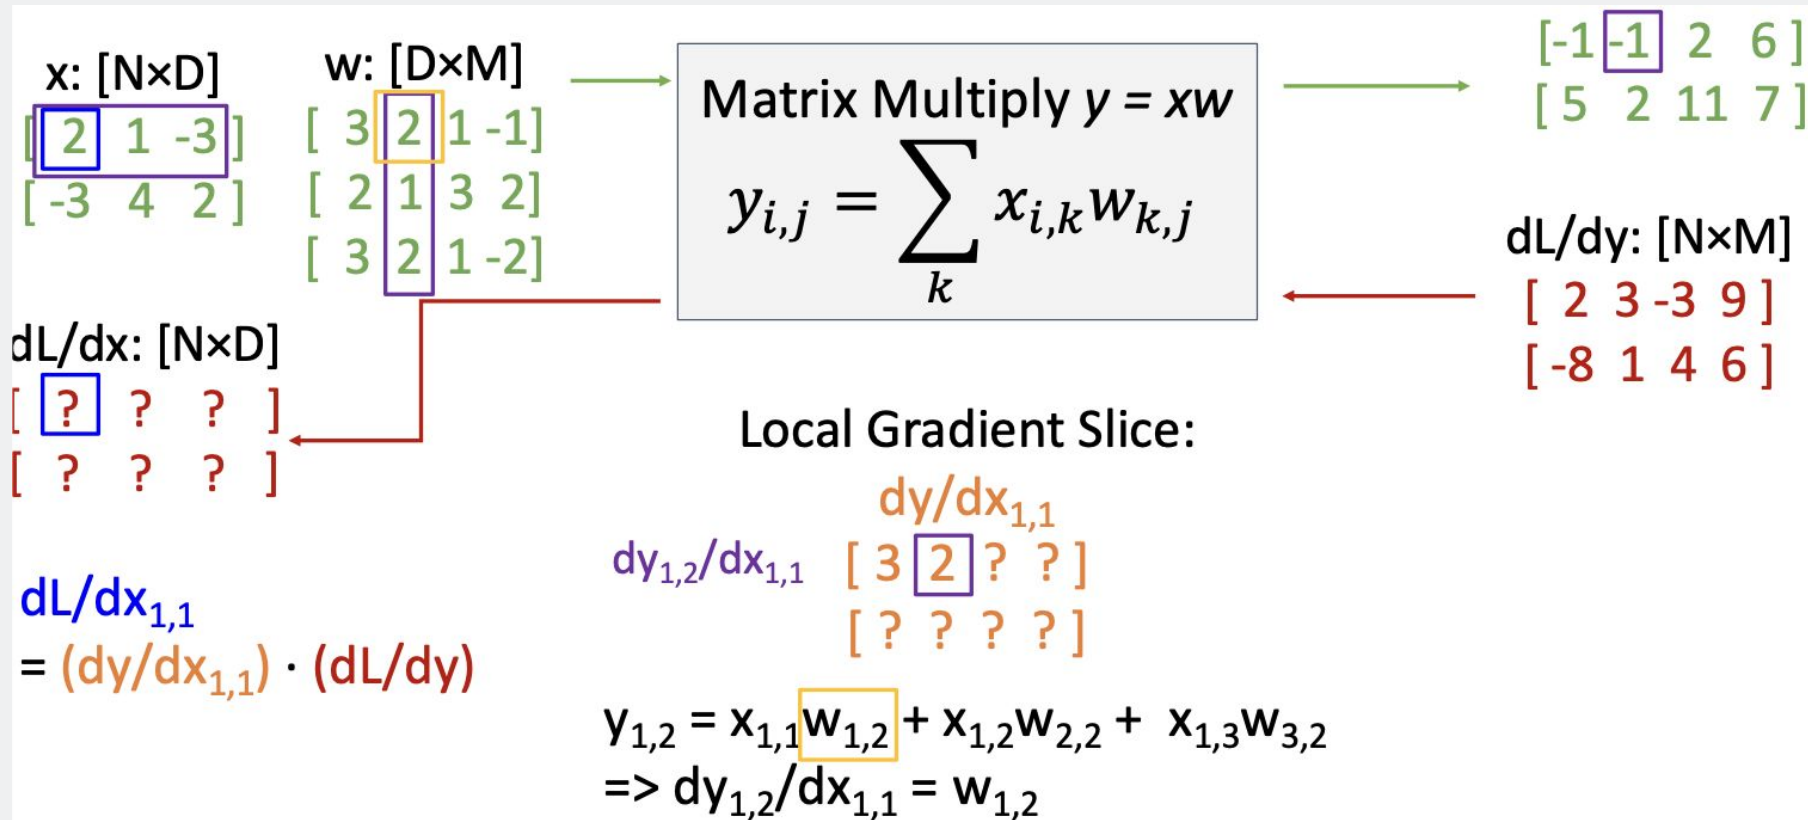 x: [N×D]
[ 2 1 -3 ]
[ -3 4 2 ]
w: [D×M]
[ 3 2 1 -1]
[ 2 1 3 2]
[ 3 2 1 -2]
Matrix Multiply y = xw
y_{i,j} = ∑_k x_{i,k}w_{k,j}
[-1 -1 2 6 ]
[ 5 2 11 7 ]
dL/dy: [N×M]
[ 2 3 -3 9 ]
[ -8 1 4 6 ]
dL/dx: [N×D]
[ ? ? ? ]
[ ? ? ? ]
dL/dx_{1,1}
= (dy/dx_{1,1}) · (dL/dy)
Local Gradient Slice:
dy/dx_{1,1}
dy_{1,2}/dx_{1,1} [ 3 2 ? ? ]
[ ? ? ? ? ]
y_{1,2} = x_{1,1}w_{1,2} + x_{1,2}w_{2,2} + x_{1,3}w_{3,2}
=> dy_{1,2}/dx_{1,1} = w_{1,2}